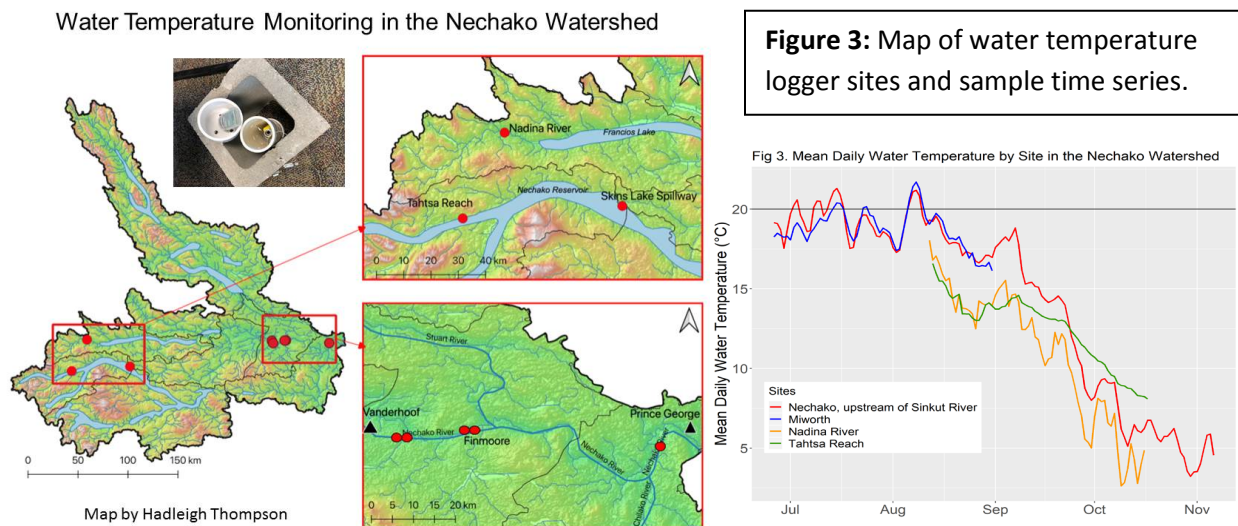 Water Temperature Monitoring in the Nechako Watershed
Figure 3: Map of water temperature
logger sites and sample time series.
Nadina River
Francios Lake
Nechako Reservoir
Tahtsa Reach
Skins Lake Spillway
0 10 20 30 40 km
Stuart River
Vanderhoof
Nechako River
Finmoore
Prince George
Nechako River
Chilako River
0 5 10 15 20 km
0 50 100 150 km
Map by Hadleigh Thompson
Fig 3. Mean Daily Water Temperature by Site in the Nechako Watershed
Mean Daily Water Temperature (°C)
20
15
10
5
Sites
Nechako, upstream of Sinkut River
Miworth
Nadina River
Tahtsa Reach
Jul Aug Sep Oct Nov